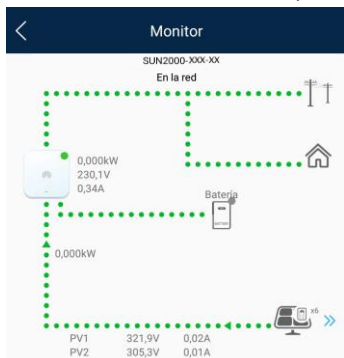 Monitor
SUN2000-XXX-XX
En la red
0,000kW
230,1V
0,34A
Batería
0,000kW
x6
PV1 321,9V 0,02A
PV2 305,3V 0,01A